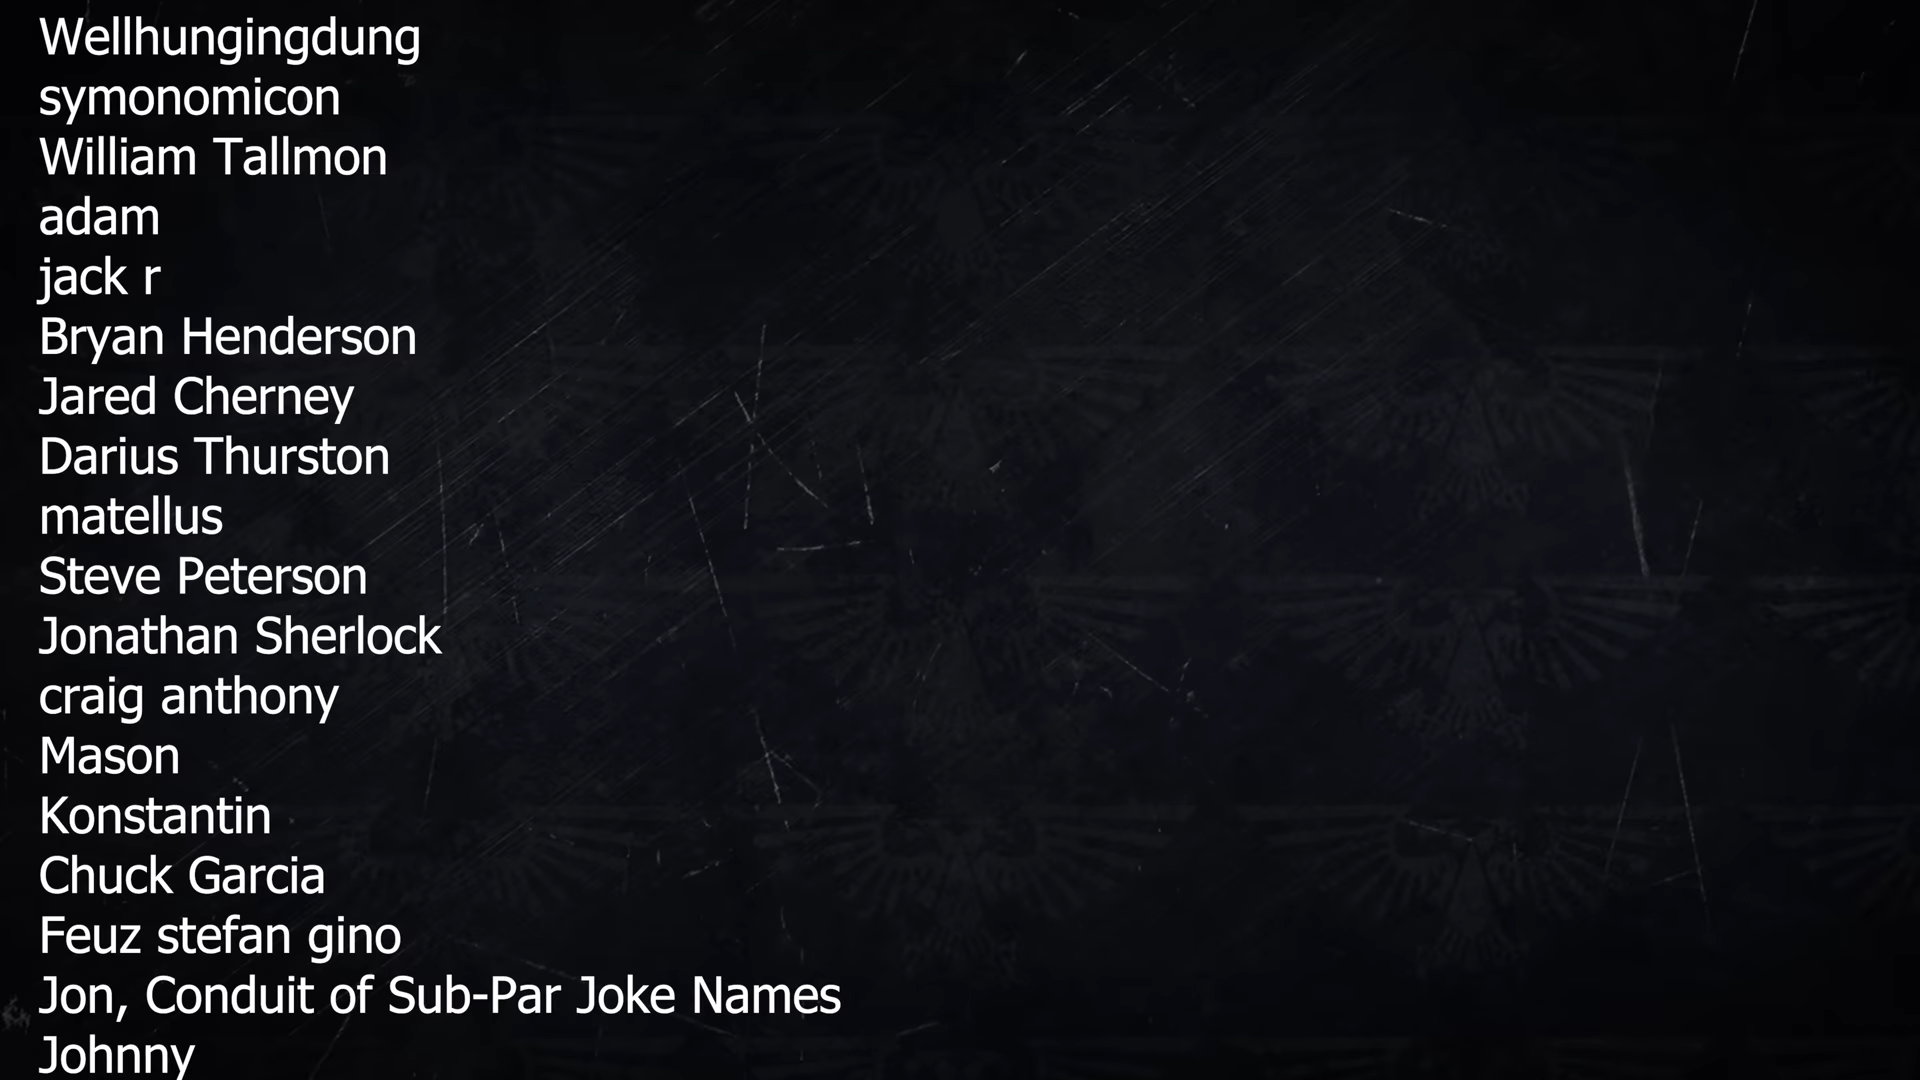 Wellhungingdung
symonomicon
William Tallmon
adam
jack r
Bryan Henderson
Jared Cherney
Darius Thurston
matellus
Steve Peterson
Jonathan Sherlock
craig anthony
Mason
Konstantin
Chuck Garcia
Feuz stefan gino
Jon, Conduit of Sub-Par Joke Names
Johnny